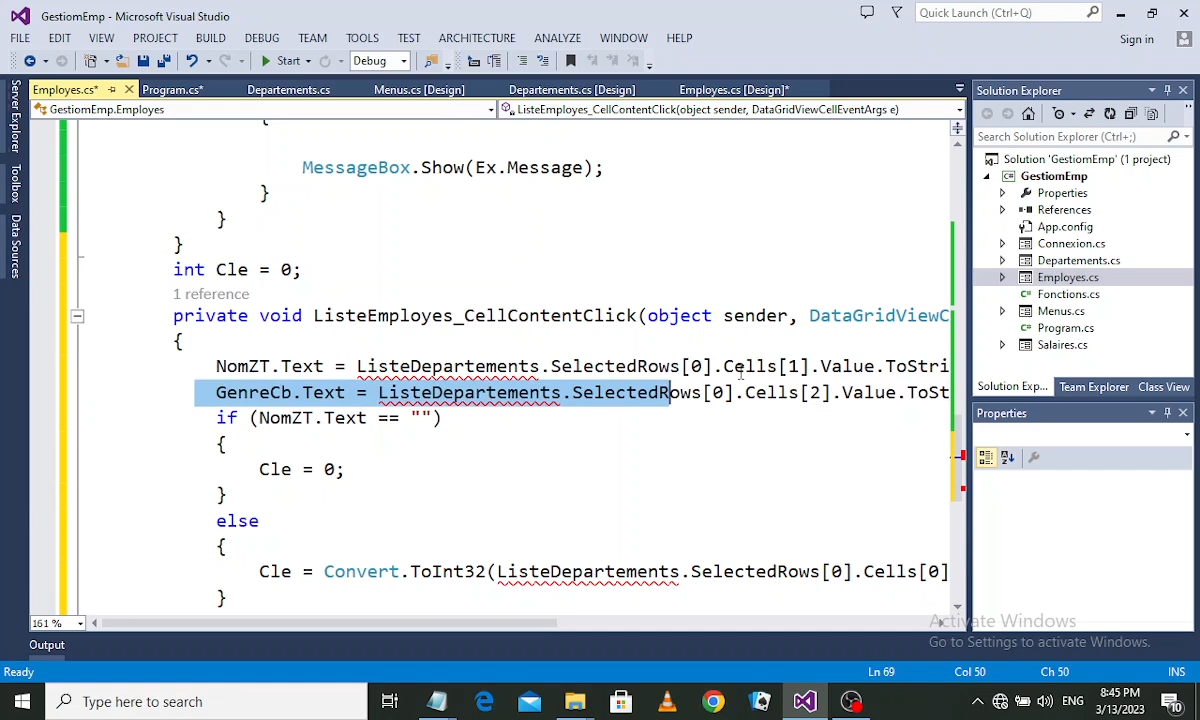 GestiomEmp - Microsoft Visual Studio
Quick Launch (Ctrl+Q)
FILE EDIT VIEW PROJECT BUILD DEBUG TEAM TOOLS TEST ARCHITECTURE ANALYZE WINDOW HELP
Sign in
Start Debug
Employes.cs* Program.cs* Departements.cs Menus.cs [Design] Departements.cs [Design] Employes.cs [Design]*
GestiomEmp.Employes ListeEmployes_CellContentClick(object sender, DataGridViewCellEventArgs e)
Server Explorer
Toolbox
Data Sources
{
MessageBox.Show(Ex.Message);
}
}
}
int Cle = 0;
1 reference
private void ListeEmployes_CellContentClick(object sender, DataGridViewC
{
NomZT.Text = ListeDepartements.SelectedRows[0].Cells[1].Value.ToStri
GenreCb.Text = ListeDepartements.SelectedRows[0].Cells[2].Value.ToSt
if (NomZT.Text == "")
{
Cle = 0;
}
else
{
Cle = Convert.ToInt32(ListeDepartements.SelectedRows[0].Cells[0]
}
161 %
Solution Explorer
Search Solution Explorer (Ctrl+;)
Solution 'GestiomEmp' (1 project)
GestiomEmp
Properties
References
App.config
Connexion.cs
Departements.cs
Employes.cs
Fonctions.cs
Menus.cs
Program.cs
Salaires.cs
Solution Exp... Team Explorer Class View
Properties
Activate Windows
Go to Settings to activate Windows.
Output
Ready Ln 69 Col 50 Ch 50 INS
Type here to search
ENG
8:45 PM
3/13/2023
10